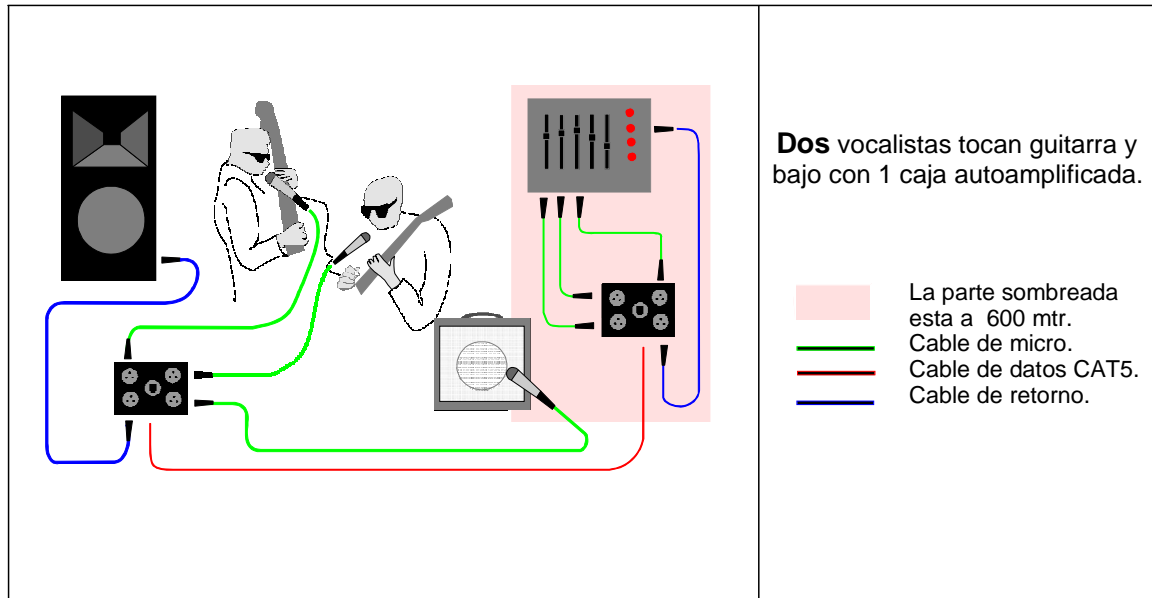 Dos vocalistas tocan guitarra y
bajo con 1 caja autoamplificada.
La parte sombreada
esta a 600 mtr.
Cable de micro.
Cable de datos CAT5.
Cable de retorno.